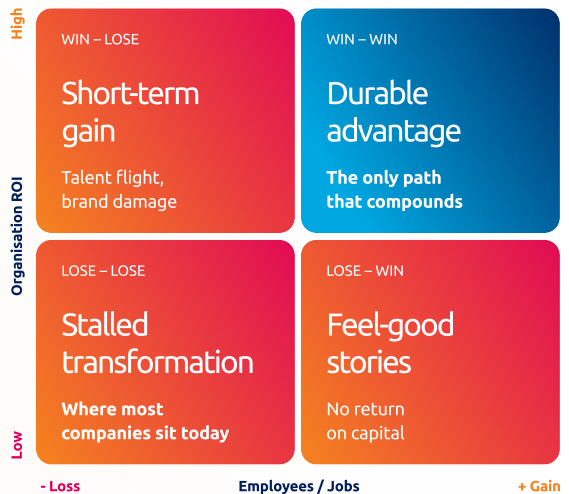 High
WIN – LOSE
Short-term
gain
Talent flight,
brand damage
WIN – WIN
Durable
advantage
The only path
that compounds
Organisation ROI
LOSE – LOSE
Stalled
transformation
Where most
companies sit today
LOSE – WIN
Feel-good
stories
No return
on capital
Low
- Loss
Employees / Jobs
+ Gain